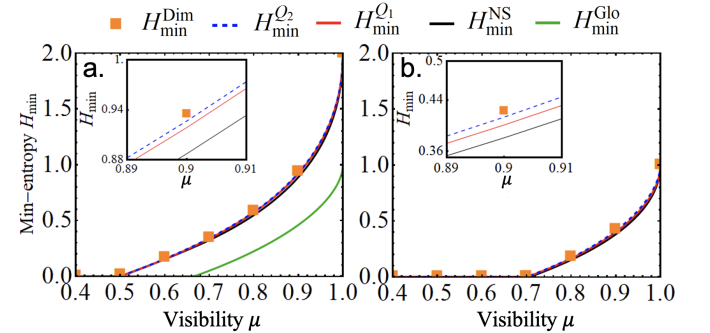 H_min^Dim H_min^Q₂ H_min^Q₁ H_min^NS H_min^Glo
a.
Min-entropy H_min
2.0
1.5
1.0
0.5
0.0
0.4 0.5 0.6 0.7 0.8 0.9 1.0
Visibility μ
H_min
1.
0.94
0.88
0.89 0.9 0.91
μ
b.
2.0
1.5
1.0
0.5
0.0
0.4 0.5 0.6 0.7 0.8 0.9 1.0
Visibility μ
H_min
0.5
0.44
0.36
0.89 0.9 0.91
μ